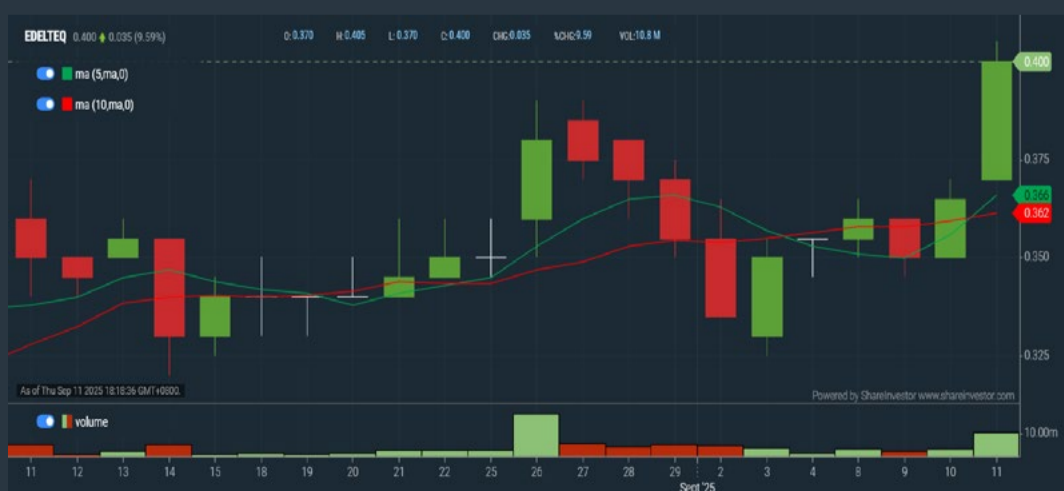 EDELTEQ 0.400 0.035 (9.59%) O:0.370 H:0.405 L:0.370 C:0.400 CHG:0.035 %CHG:9.59 VOL:10.8 M
ma (5,ma,0)
ma (10,ma,0)
0.400
0.375
0.366
0.362
0.350
0.325
As of Thu Sep 11 2025 18:18:36 GMT+0800.
Powered by ShareInvestor www.shareinvestor.com
volume
10.00m
11 12 13 14 15 18 19 20 21 22 25 26 27 28 29 2 3 4 8 9 10 11
Sept '25